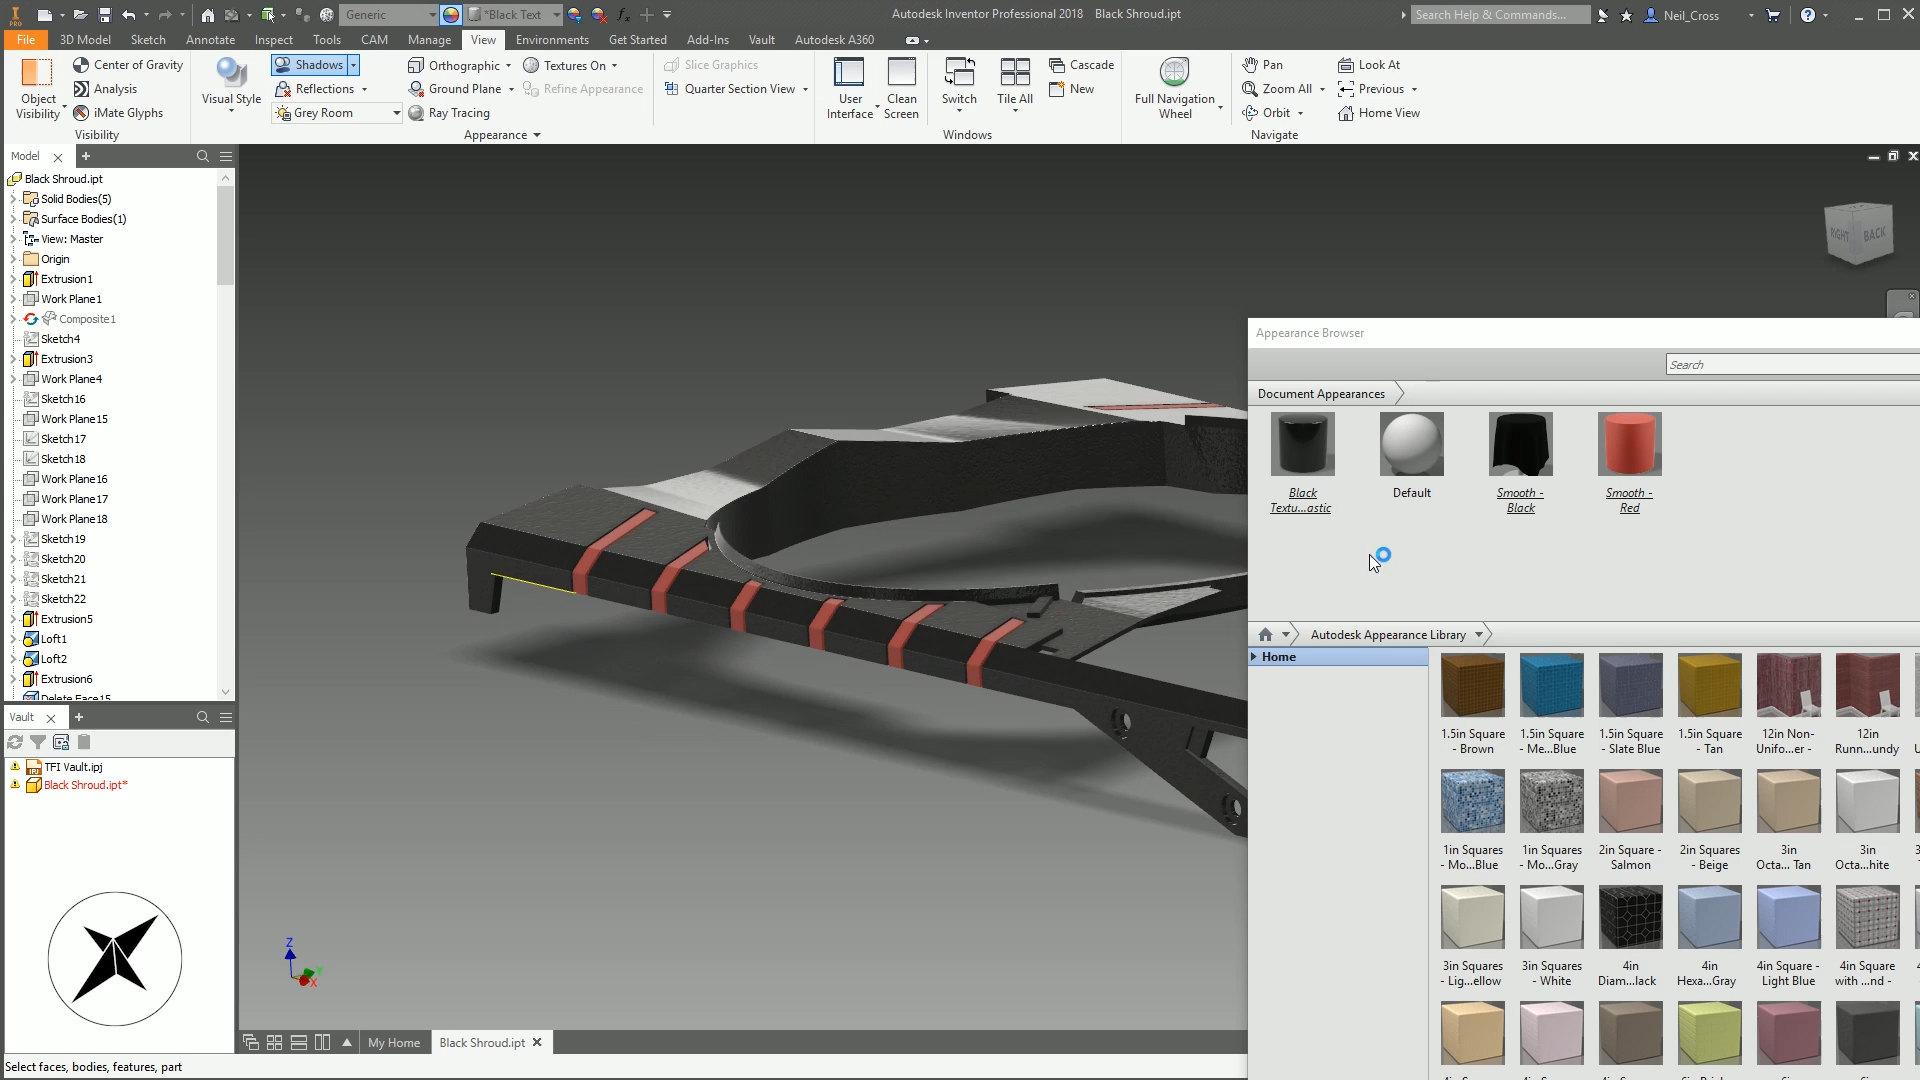 Generic
*Black Text
Autodesk Inventor Professional 2018 Black Shroud.ipt
Search Help & Commands...
Neil_Cross
File 3D Model Sketch Annotate Inspect Tools CAM Manage View Environments Get Started Add-Ins Vault Autodesk A360
Object Visibility
Center of Gravity
Analysis
iMate Glyphs
Visibility
Visual Style
Shadows
Reflections
Grey Room
Orthographic
Ground Plane
Ray Tracing
Textures On
Refine Appearance
Appearance
Slice Graphics
Quarter Section View
User Interface
Clean Screen
Switch
Tile All
Cascade
New
Windows
Full Navigation Wheel
Pan
Zoom All
Orbit
Look At
Previous
Home View
Navigate
Model
Black Shroud.ipt
Solid Bodies(5)
Surface Bodies(1)
View: Master
Origin
Extrusion1
Work Plane1
Composite1
Sketch4
Extrusion3
Work Plane4
Sketch16
Work Plane15
Sketch17
Sketch18
Work Plane16
Work Plane17
Work Plane18
Sketch19
Sketch20
Sketch21
Sketch22
Extrusion5
Loft1
Loft2
Extrusion6
Delete Face15
Vault
TFI Vault.ipj
Black Shroud.ipt*
RIGHT BACK
Z
X
Appearance Browser
Search
Document Appearances
Black Textu...astic
Default
Smooth - Black
Smooth - Red
Autodesk Appearance Library
Home
1.5in Square - Brown
1.5in Square - Me...Blue
1.5in Square - Slate Blue
1.5in Square - Tan
12in Non-Unifo...er -
12in Runn...undy
1in Squares - Mo...Blue
1in Squares - Mo...Gray
2in Square - Salmon
2in Squares - Beige
3in Octa... Tan
3in Octa...hite
3in Squares - Lig...ellow
3in Squares - White
4in Diam...lack
4in Hexa...Gray
4in Square - Light Blue
4in Square with ...nd -
My Home
Black Shroud.ipt
Select faces, bodies, features, part